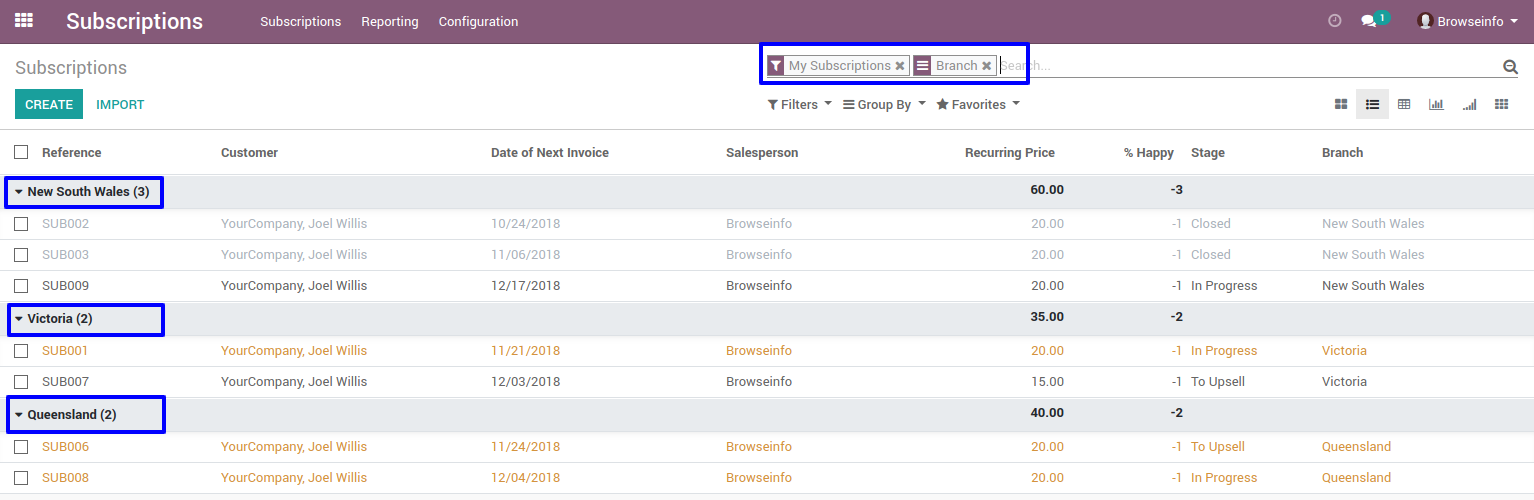 Subscriptions Subscriptions Reporting Configuration 1 Browseinfo
Subscriptions My Subscriptions Branch Search...
CREATE IMPORT Filters Group By Favorites
Reference Customer Date of Next Invoice Salesperson Recurring Price % Happy Stage Branch
New South Wales (3) 60.00 -3
SUB002 YourCompany, Joel Willis 10/24/2018 Browseinfo 20.00 -1 Closed New South Wales
SUB003 YourCompany, Joel Willis 11/06/2018 Browseinfo 20.00 -1 Closed New South Wales
SUB009 YourCompany, Joel Willis 12/17/2018 Browseinfo 20.00 -1 In Progress New South Wales
Victoria (2) 35.00 -2
SUB001 YourCompany, Joel Willis 11/21/2018 Browseinfo 20.00 -1 In Progress Victoria
SUB007 YourCompany, Joel Willis 12/03/2018 Browseinfo 15.00 -1 To Upsell Victoria
Queensland (2) 40.00 -2
SUB006 YourCompany, Joel Willis 11/24/2018 Browseinfo 20.00 -1 To Upsell Queensland
SUB008 YourCompany, Joel Willis 12/04/2018 Browseinfo 20.00 -1 In Progress Queensland